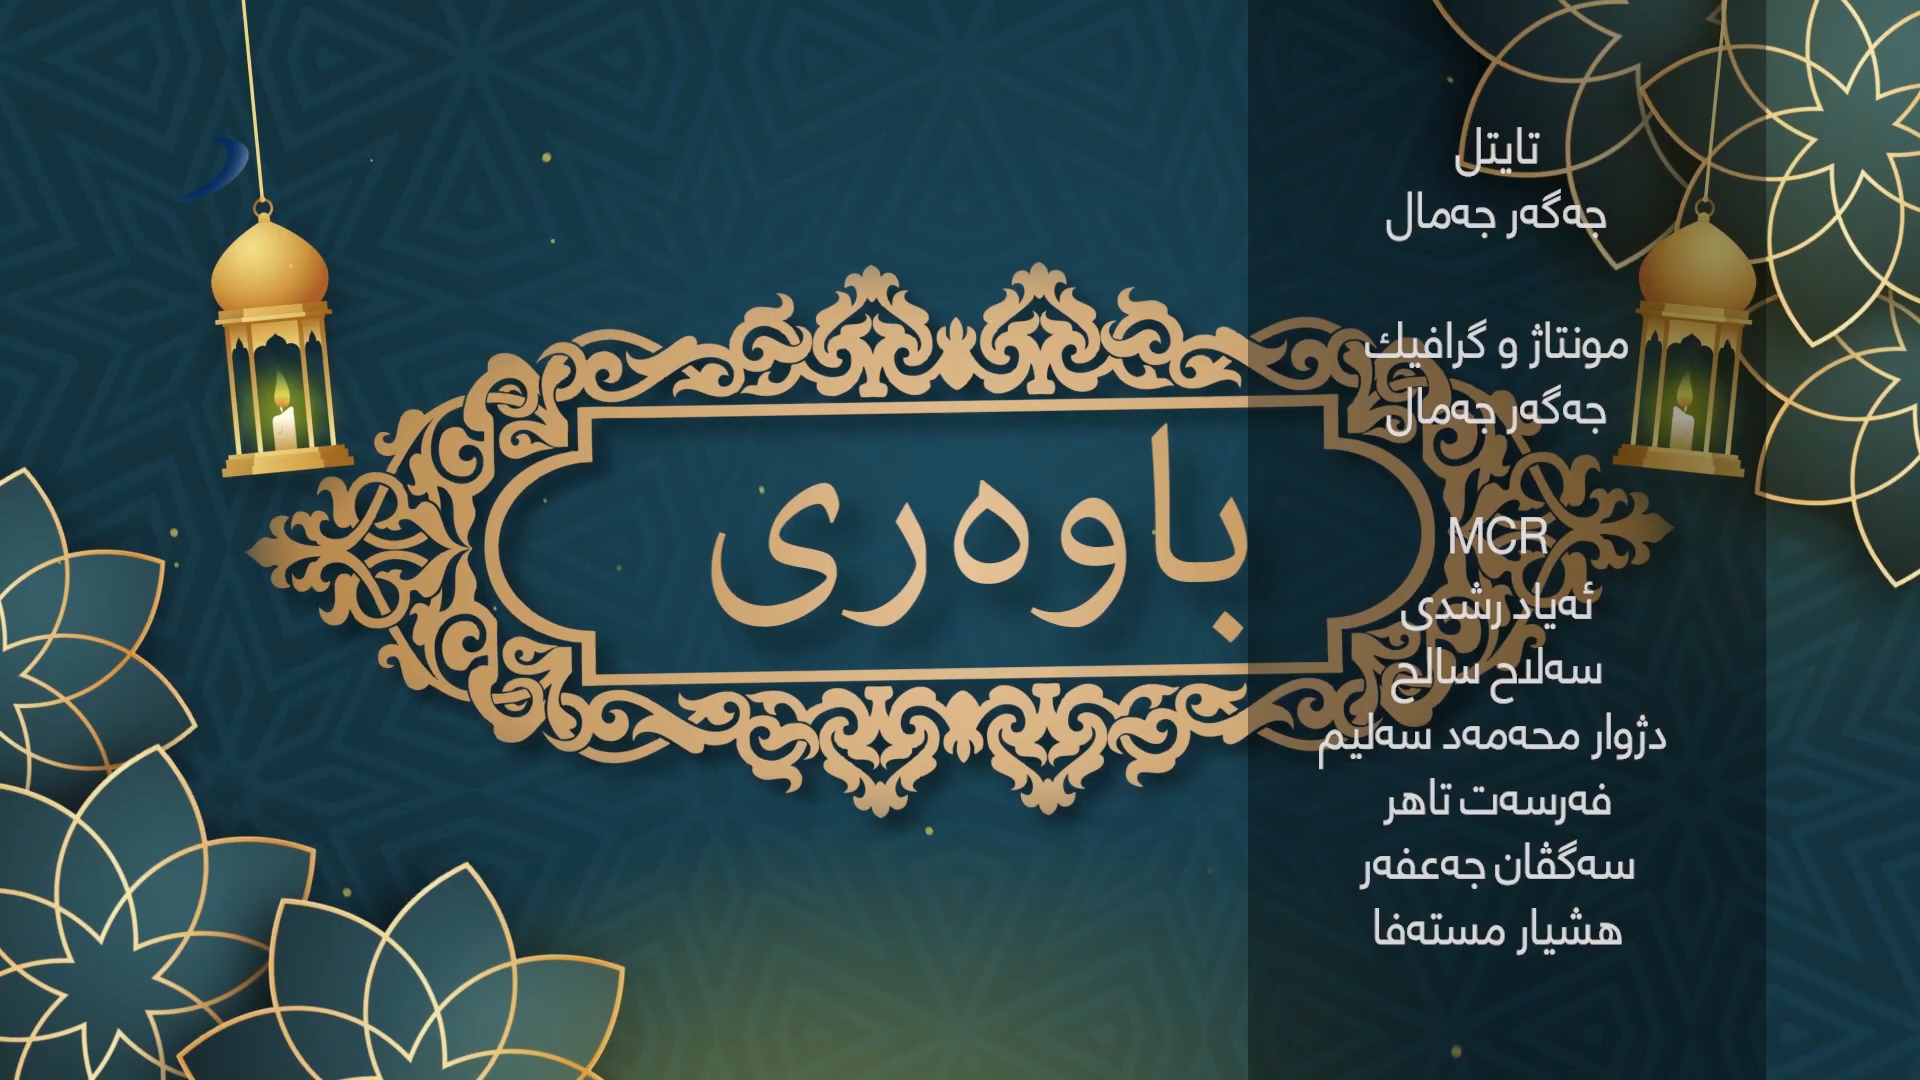 باوەری
تایتل
جەگەر جەمال
مونتاژ و گرافیك
جەگەر جەمال
MCR
ئەیاد رشدی
سەلاح سالح
دژوار محەمەد سەلیم
فەرسەت تاهر
سەگڤان جەعفەر
هشیار مستەفا